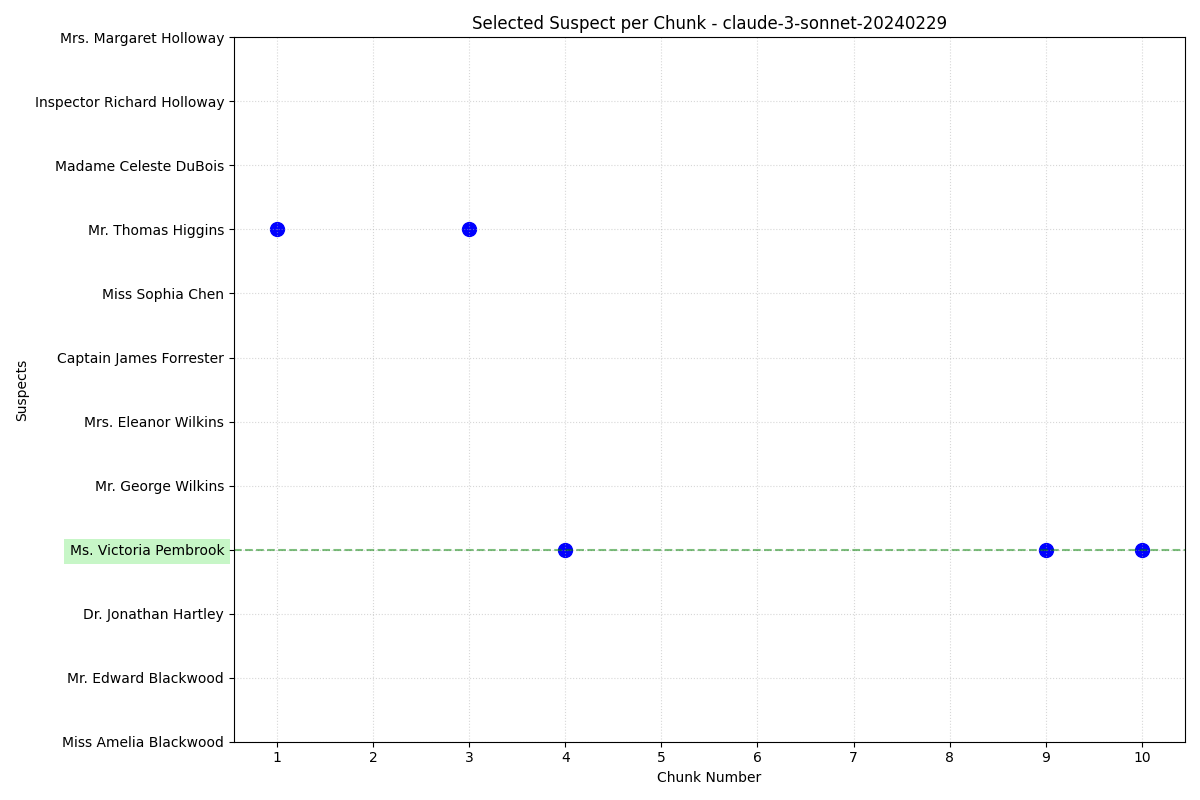 Selected Suspect per Chunk - claude-3-sonnet-20240229
Mrs. Margaret Holloway
Inspector Richard Holloway
Madame Celeste DuBois
Mr. Thomas Higgins
Miss Sophia Chen
Captain James Forrester
Mrs. Eleanor Wilkins
Mr. George Wilkins
Ms. Victoria Pembrook
Dr. Jonathan Hartley
Mr. Edward Blackwood
Miss Amelia Blackwood
Suspects
1 2 3 4 5 6 7 8 9 10
Chunk Number